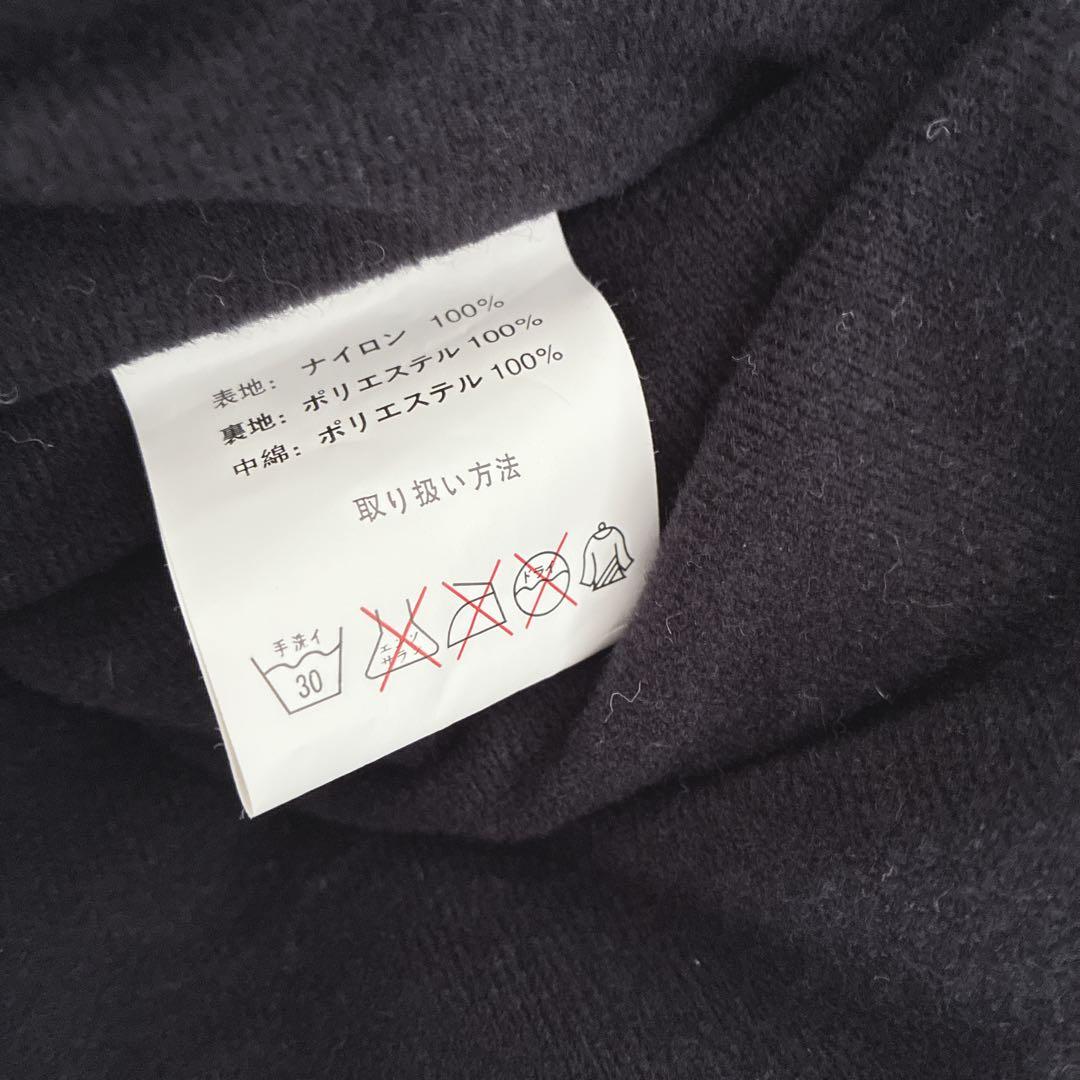 表地: ナイロン 100%
裏地: ポリエステル 100%
中綿: ポリエステル 100%
取り扱い方法
手洗イ
30
エンソ
サラシ
ドライ